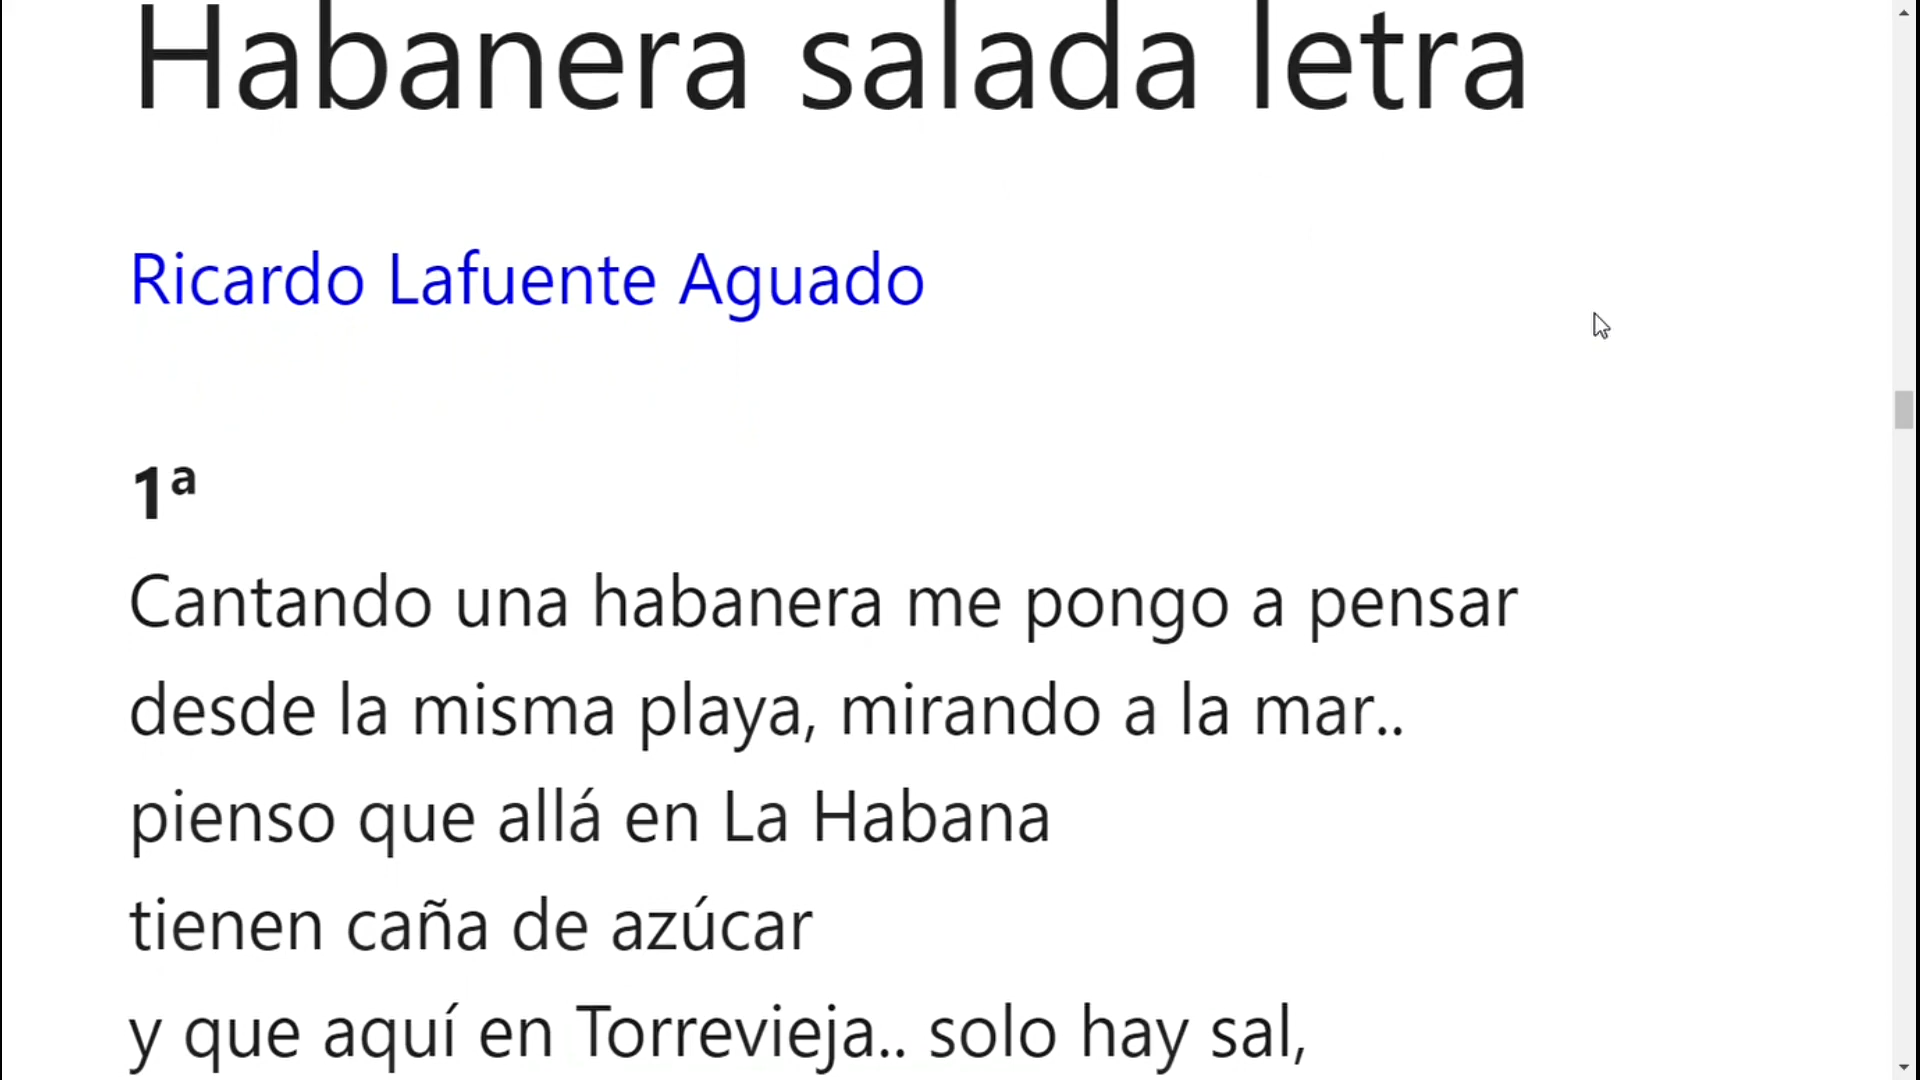 Habanera salada letra
Ricardo Lafuente Aguado
1ª
Cantando una habanera me pongo a pensar
desde la misma playa, mirando a la mar..
pienso que allá en La Habana
tienen caña de azúcar
y que aquí en Torrevieja.. solo hay sal,